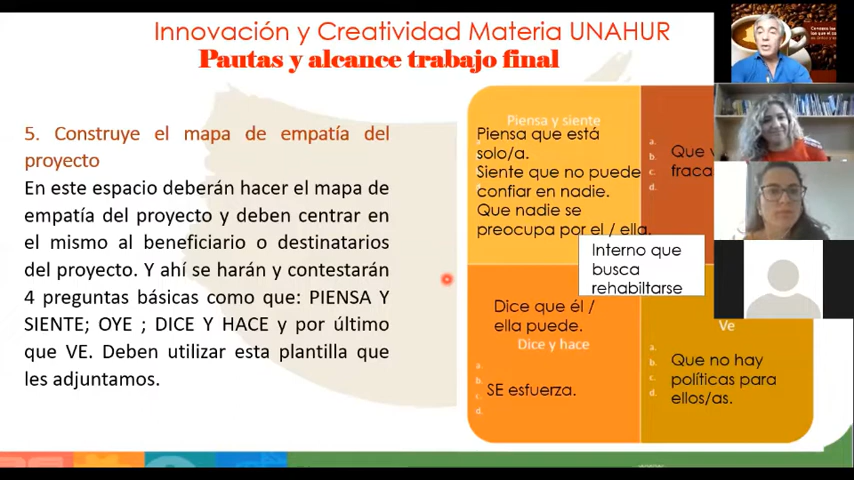 Innovación y Creatividad Materia UNAHUR
Pautas y alcance trabajo final
5. Construye el mapa de empatía del
proyecto
En este espacio deberán hacer el mapa de
empatía del proyecto y deben centrar en
el mismo al beneficiario o destinatarios
del proyecto. Y ahí se harán y contestarán
4 preguntas básicas como que: PIENSA Y
SIENTE; OYE ; DICE Y HACE y por último
que VE. Deben utilizar esta plantilla que
les adjuntamos.
Piensa y siente
Piensa que está
solo/a.
Siente que no puede
confiar en nadie.
Que nadie se
preocupa por el / ella.
a.
b.
c.
d.
Que
fraca
Interno que
busca
rehabiltarse
Dice que él /
ella puede.
Dice y hace
a.
b.
c.
d.
SE esfuerza.
Ve
a.
b.
c.
d.
Que no hay
políticas para
ellos/as.